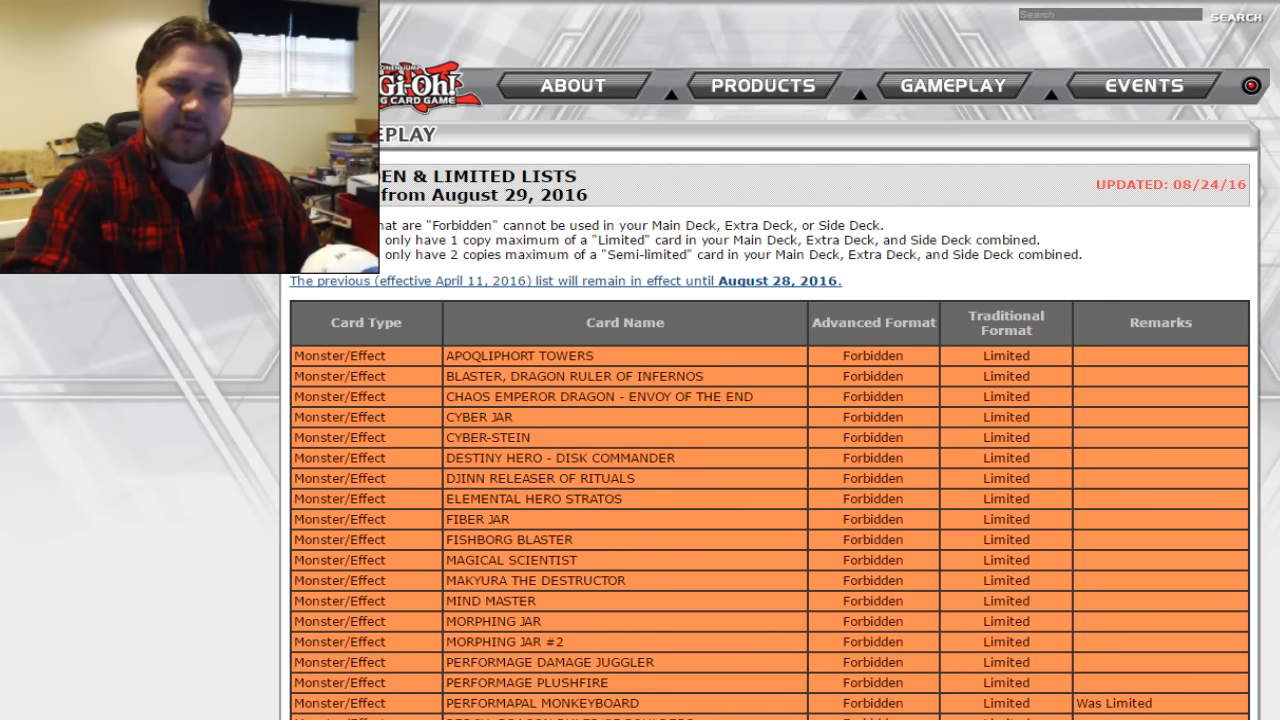 Search SEARCH
Gi-Oh!
G CARD GAME
ABOUT PRODUCTS GAMEPLAY EVENTS
EPLAY
EN & LIMITED LISTS
from August 29, 2016
UPDATED: 08/24/16
hat are "Forbidden" cannot be used in your Main Deck, Extra Deck, or Side Deck.
only have 1 copy maximum of a "Limited" card in your Main Deck, Extra Deck, and Side Deck combined.
only have 2 copies maximum of a "Semi-limited" card in your Main Deck, Extra Deck, and Side Deck combined.
The previous (effective April 11, 2016) list will remain in effect until August 28, 2016.
Card Type Card Name Advanced Format Traditional Format Remarks
Monster/Effect APOQLIPHORT TOWERS Forbidden Limited
Monster/Effect BLASTER, DRAGON RULER OF INFERNOS Forbidden Limited
Monster/Effect CHAOS EMPEROR DRAGON - ENVOY OF THE END Forbidden Limited
Monster/Effect CYBER JAR Forbidden Limited
Monster/Effect CYBER-STEIN Forbidden Limited
Monster/Effect DESTINY HERO - DISK COMMANDER Forbidden Limited
Monster/Effect DJINN RELEASER OF RITUALS Forbidden Limited
Monster/Effect ELEMENTAL HERO STRATOS Forbidden Limited
Monster/Effect FIBER JAR Forbidden Limited
Monster/Effect FISHBORG BLASTER Forbidden Limited
Monster/Effect MAGICAL SCIENTIST Forbidden Limited
Monster/Effect MAKYURA THE DESTRUCTOR Forbidden Limited
Monster/Effect MIND MASTER Forbidden Limited
Monster/Effect MORPHING JAR Forbidden Limited
Monster/Effect MORPHING JAR #2 Forbidden Limited
Monster/Effect PERFORMAGE DAMAGE JUGGLER Forbidden Limited
Monster/Effect PERFORMAGE PLUSHFIRE Forbidden Limited
Monster/Effect PERFORMAPAL MONKEYBOARD Forbidden Limited Was Limited